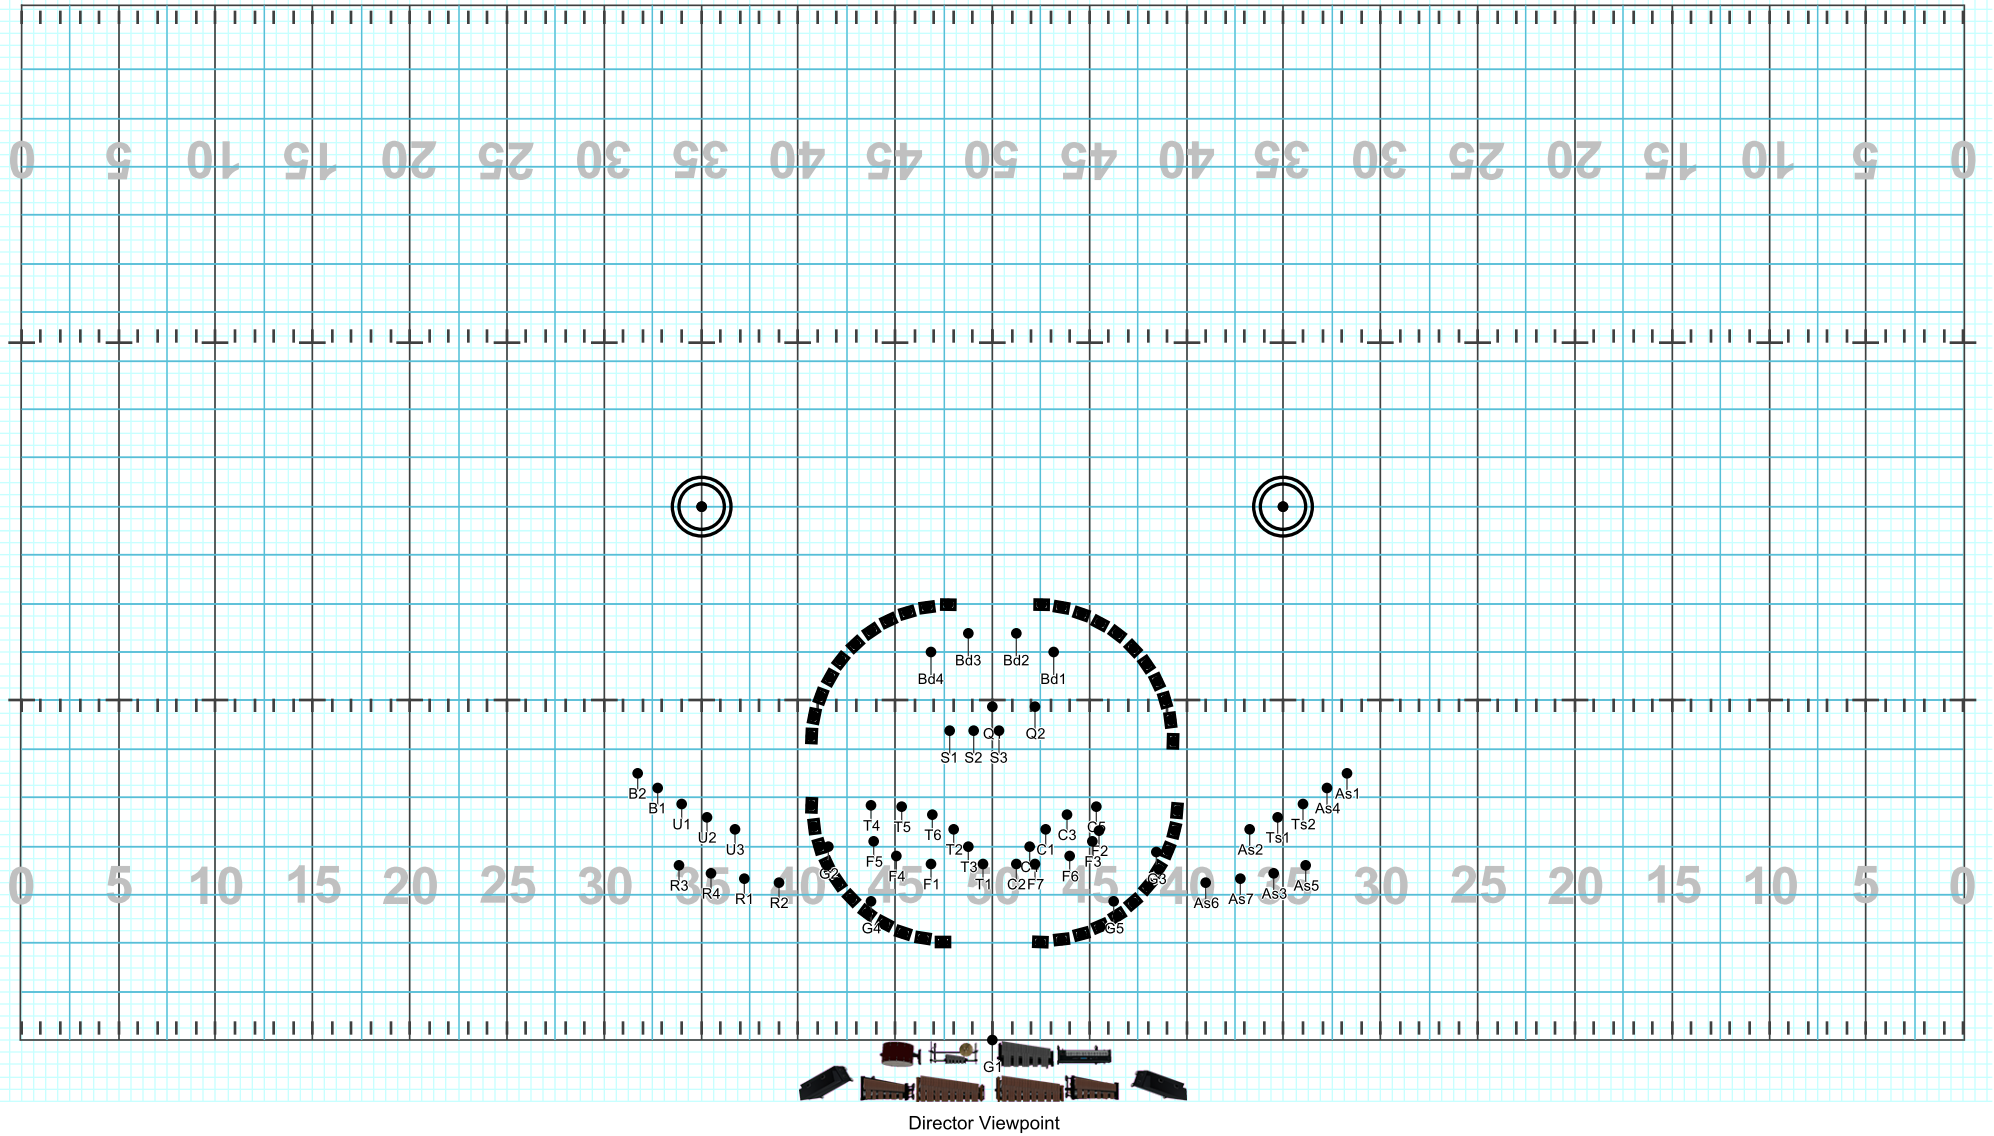 0 5 10 15 20 25 30 35 40 45 50 45 40 35 30 25 20 15 10 5 0
Bd3 Bd2
Bd4 Bd1
Q2
S1 S2 S3
B2 As1
B1 As4
U1 T4 T5 T6 C3 C5 Ts2
U2 Ts1
U3 T2 C1 F2 As2
F5 T3 F3
G2 F4 F6 G3
R3 F1 T1 C2 F7 As5
0 5 10 15 20 25 30 35 40 45 50 45 40 35 30 25 20 15 10 5 0
R4 R1 As3
R2 As6 As7
G4 G5
G1
Director Viewpoint